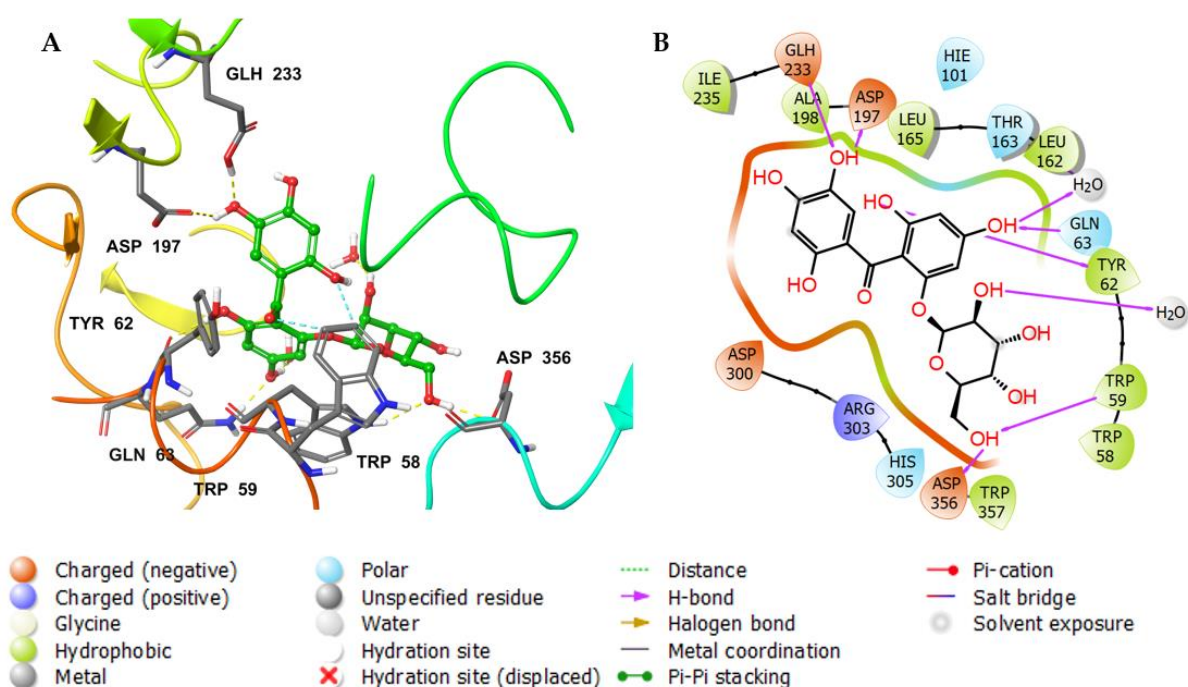 A
GLH 233
ASP 197
TYR 62
ASP 356
GLN 63
TRP 58
TRP 59
B
HIE
101
GLH
233
ILE
235
ALA
198
ASP
197
LEU
165
THR
163
LEU
162
OH
H₂O
HO
HO
OH
GLN
63
HO
OH
O
TYR
62
O
OH
H₂O
OH
O
OH
OH
ASP
300
TRP
59
ARG
303
TRP
58
HIS
305
ASP
356
TRP
357
Charged (negative)
Charged (positive)
Glycine
Hydrophobic
Metal
Polar
Unspecified residue
Water
Hydration site
Hydration site (displaced)
Distance
H-bond
Halogen bond
Metal coordination
Pi-Pi stacking
Pi-cation
Salt bridge
Solvent exposure